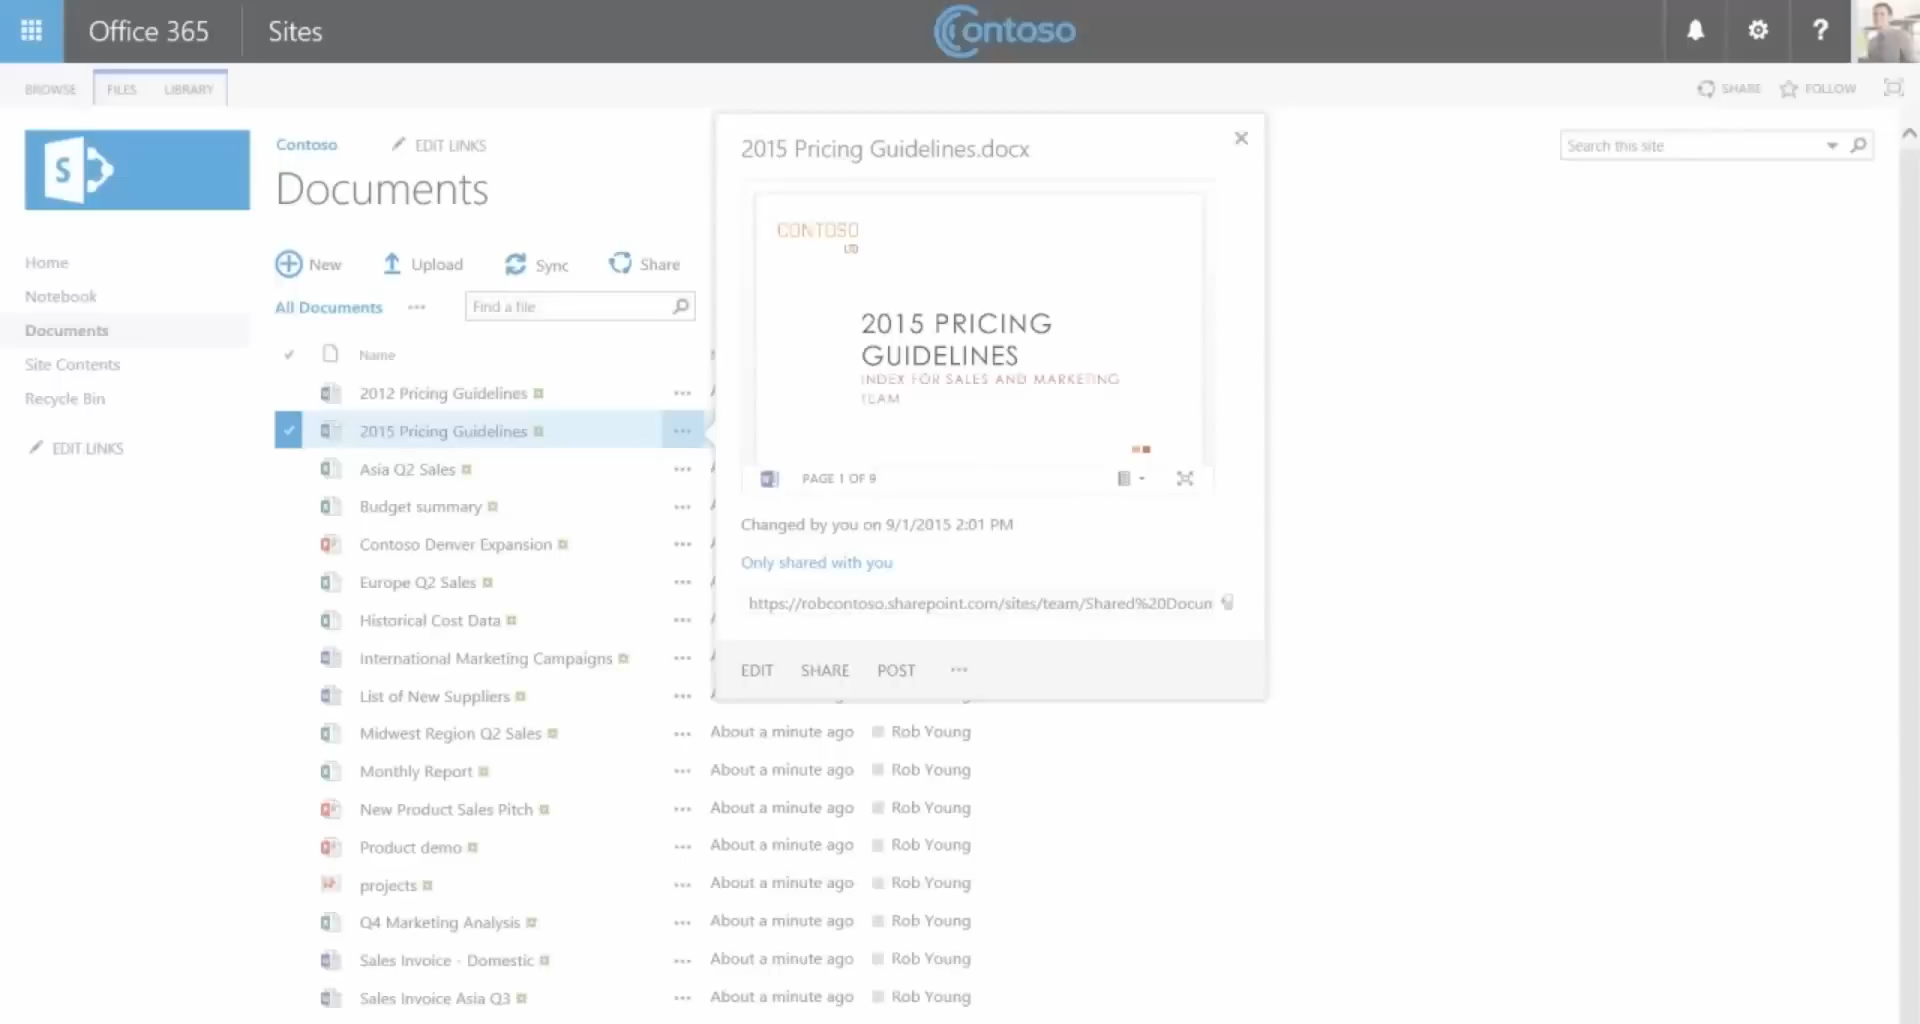 Office 365
Sites
Contoso
?
BROWSE
FILES
LIBRARY
SHARE
FOLLOW
S
Contoso
EDIT LINKS
Search this site
Documents
Home
Notebook
Documents
Site Contents
Recycle Bin
EDIT LINKS
New
Upload
Sync
Share
All Documents
Find a file
Name
2012 Pricing Guidelines
2015 Pricing Guidelines
Asia Q2 Sales
Budget summary
Contoso Denver Expansion
Europe Q2 Sales
Historical Cost Data
International Marketing Campaigns
List of New Suppliers
Midwest Region Q2 Sales About a minute ago Rob Young
Monthly Report About a minute ago Rob Young
New Product Sales Pitch About a minute ago Rob Young
Product demo About a minute ago Rob Young
projects About a minute ago Rob Young
Q4 Marketing Analysis About a minute ago Rob Young
Sales Invoice - Domestic About a minute ago Rob Young
Sales Invoice Asia Q3 About a minute ago Rob Young
2015 Pricing Guidelines.docx
CONTOSO
LTD
2015 PRICING
GUIDELINES
INDEX FOR SALES AND MARKETING
TEAM
PAGE 1 OF 9
Changed by you on 9/1/2015 2:01 PM
Only shared with you
https://robcontoso.sharepoint.com/sites/team/Shared%20Docun
EDIT
SHARE
POST